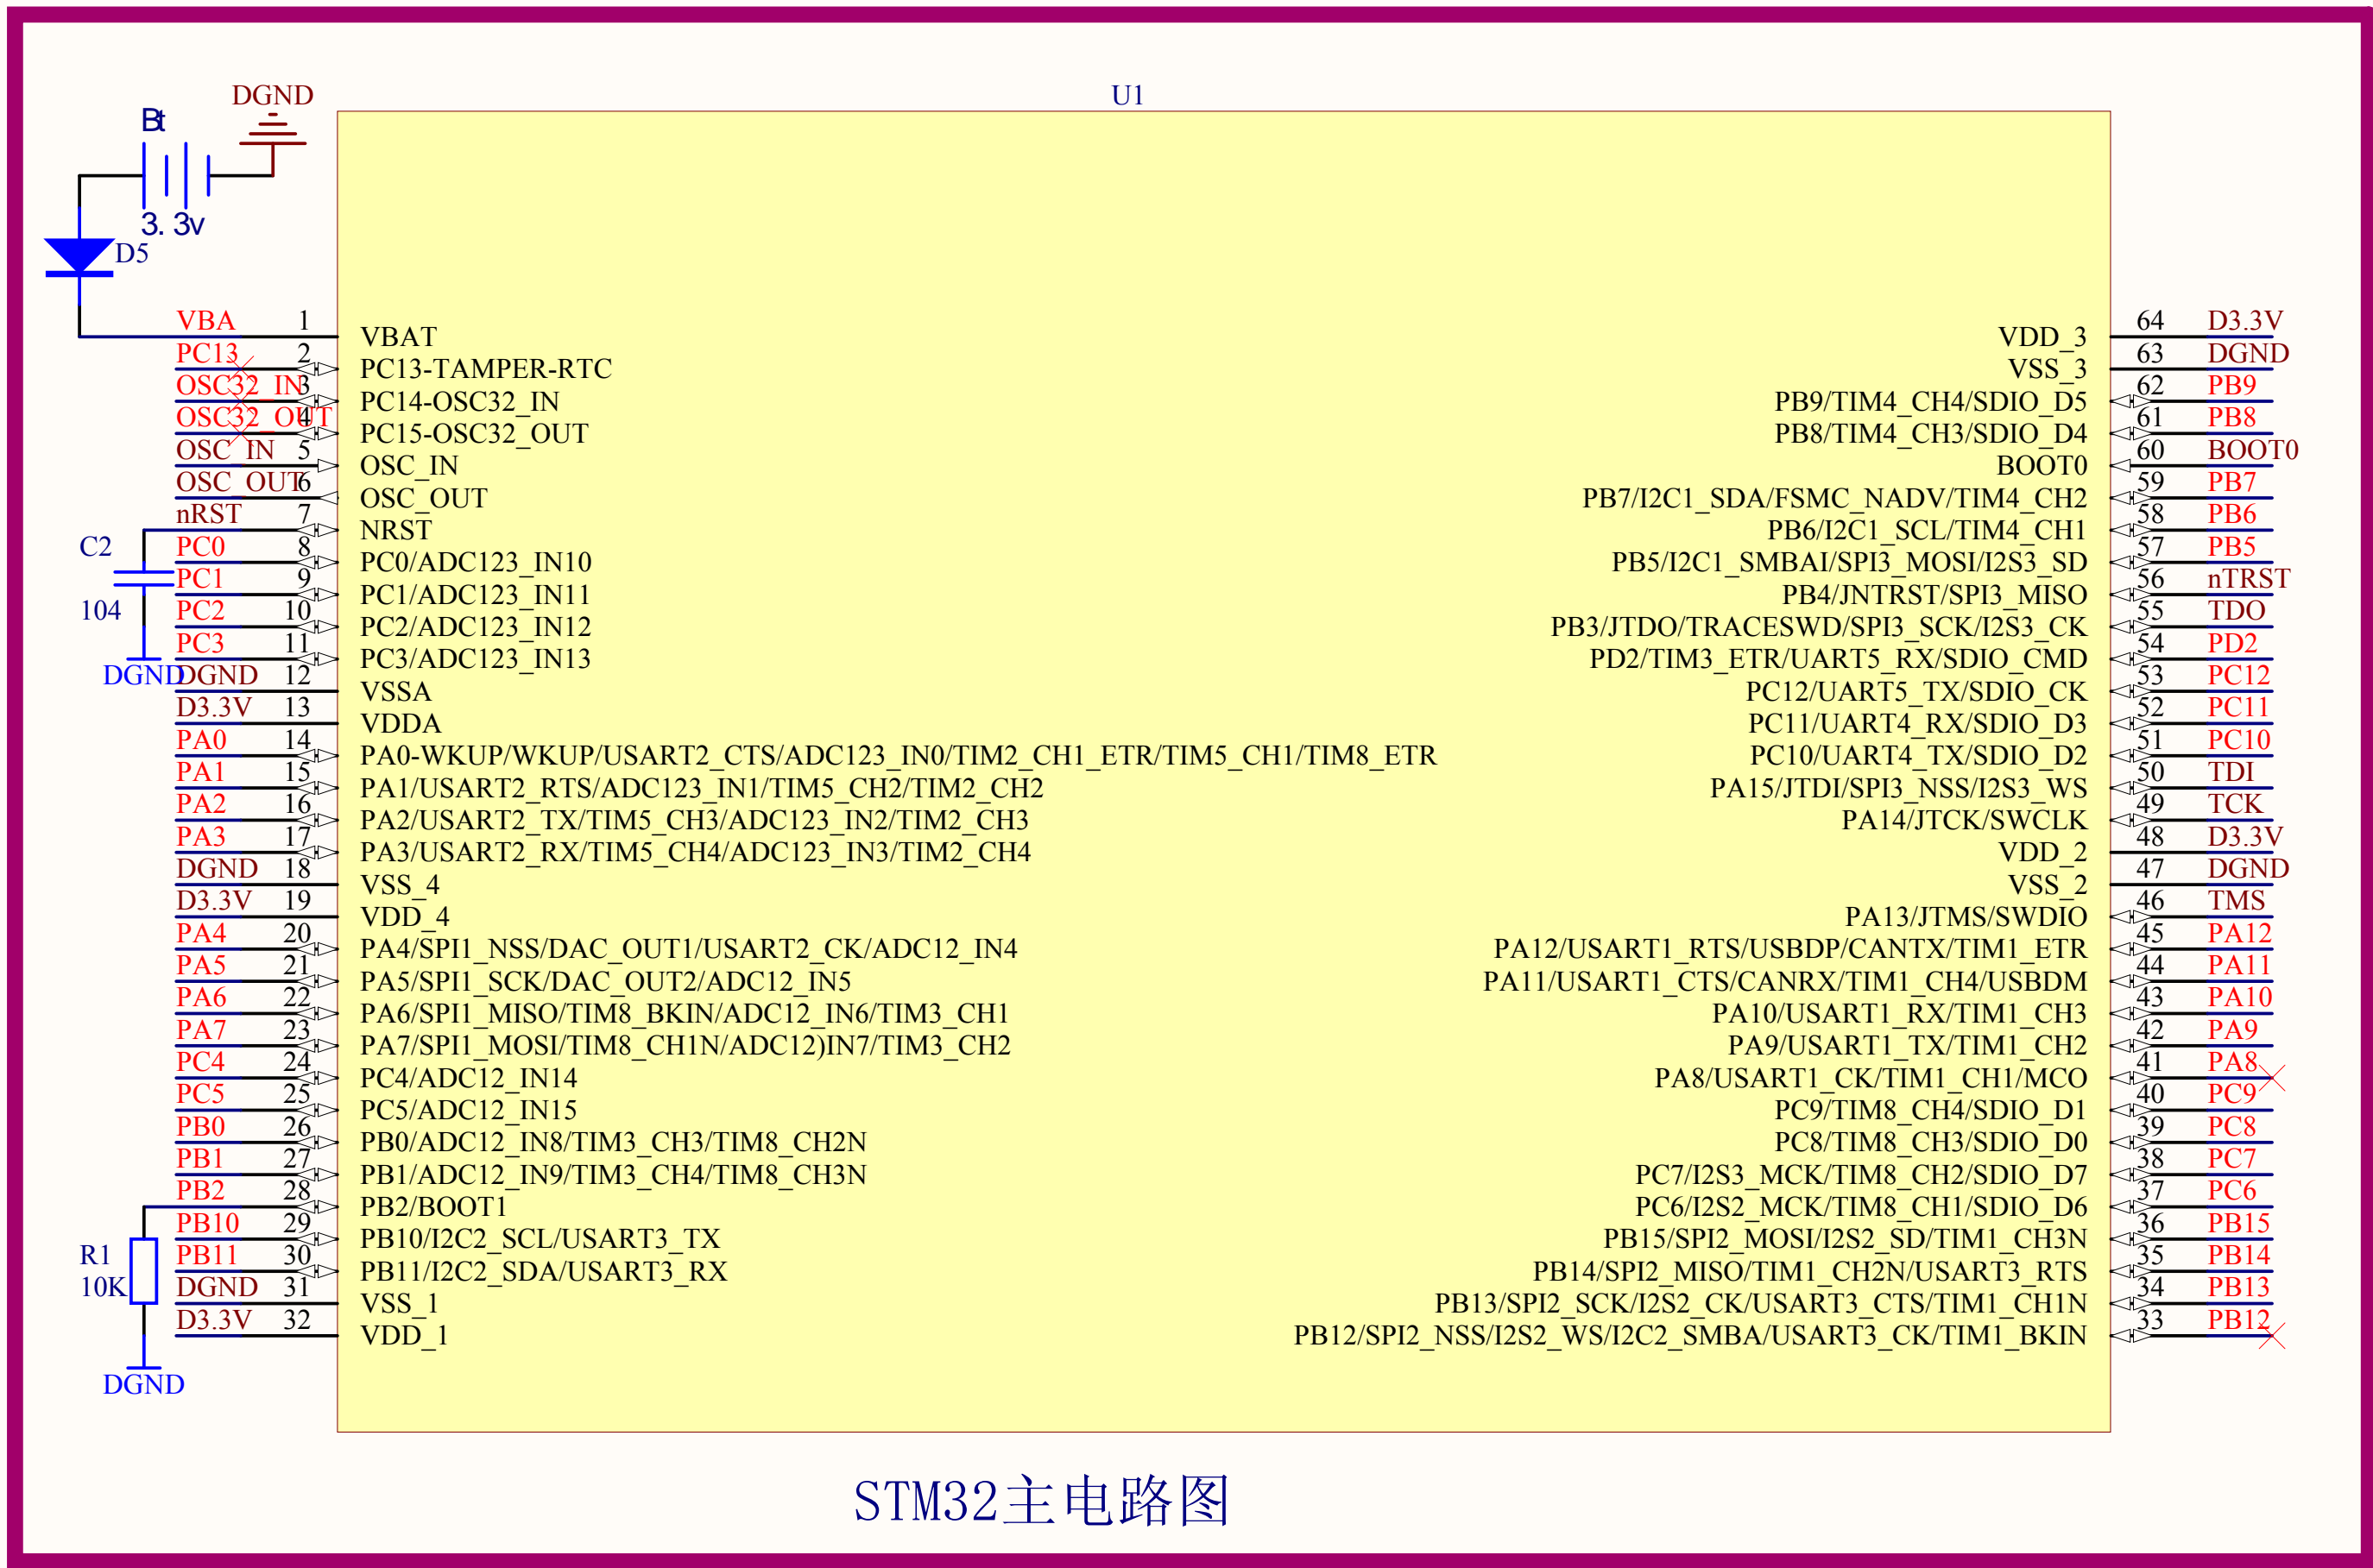 DGND
U1
Bt
3.3v
D5
VBA 1 VBAT
PC13 2 PC13-TAMPER-RTC
OSC32_IN 3 PC14-OSC32_IN
OSC32_OUT 4 PC15-OSC32_OUT
OSC_IN 5 OSC_IN
OSC_OUT 6 OSC_OUT
nRST 7 NRST
C2
PC0 8 PC0/ADC123_IN10
PC1 9 PC1/ADC123_IN11
104
PC2 10 PC2/ADC123_IN12
PC3 11 PC3/ADC123_IN13
DGND
DGND 12 VSSA
D3.3V 13 VDDA
PA0 14 PA0-WKUP/WKUP/USART2_CTS/ADC123_IN0/TIM2_CH1_ETR/TIM5_CH1/TIM8_ETR
PA1 15 PA1/USART2_RTS/ADC123_IN1/TIM5_CH2/TIM2_CH2
PA2 16 PA2/USART2_TX/TIM5_CH3/ADC123_IN2/TIM2_CH3
PA3 17 PA3/USART2_RX/TIM5_CH4/ADC123_IN3/TIM2_CH4
DGND 18 VSS_4
D3.3V 19 VDD_4
PA4 20 PA4/SPI1_NSS/DAC_OUT1/USART2_CK/ADC12_IN4
PA5 21 PA5/SPI1_SCK/DAC_OUT2/ADC12_IN5
PA6 22 PA6/SPI1_MISO/TIM8_BKIN/ADC12_IN6/TIM3_CH1
PA7 23 PA7/SPI1_MOSI/TIM8_CH1N/ADC12)IN7/TIM3_CH2
PC4 24 PC4/ADC12_IN14
PC5 25 PC5/ADC12_IN15
PB0 26 PB0/ADC12_IN8/TIM3_CH3/TIM8_CH2N
PB1 27 PB1/ADC12_IN9/TIM3_CH4/TIM8_CH3N
PB2 28 PB2/BOOT1
PB10 29 PB10/I2C2_SCL/USART3_TX
R1
10K
PB11 30 PB11/I2C2_SDA/USART3_RX
DGND 31 VSS_1
D3.3V 32 VDD_1
DGND
VDD_3 64 D3.3V
VSS_3 63 DGND
PB9/TIM4_CH4/SDIO_D5 62 PB9
PB8/TIM4_CH3/SDIO_D4 61 PB8
BOOT0 60 BOOT0
PB7/I2C1_SDA/FSMC_NADV/TIM4_CH2 59 PB7
PB6/I2C1_SCL/TIM4_CH1 58 PB6
PB5/I2C1_SMBAI/SPI3_MOSI/I2S3_SD 57 PB5
PB4/JNTRST/SPI3_MISO 56 nTRST
PB3/JTDO/TRACESWD/SPI3_SCK/I2S3_CK 55 TDO
PD2/TIM3_ETR/UART5_RX/SDIO_CMD 54 PD2
PC12/UART5_TX/SDIO_CK 53 PC12
PC11/UART4_RX/SDIO_D3 52 PC11
PC10/UART4_TX/SDIO_D2 51 PC10
PA15/JTDI/SPI3_NSS/I2S3_WS 50 TDI
PA14/JTCK/SWCLK 49 TCK
VDD_2 48 D3.3V
VSS_2 47 DGND
PA13/JTMS/SWDIO 46 TMS
PA12/USART1_RTS/USBDP/CANTX/TIM1_ETR 45 PA12
PA11/USART1_CTS/CANRX/TIM1_CH4/USBDM 44 PA11
PA10/USART1_RX/TIM1_CH3 43 PA10
PA9/USART1_TX/TIM1_CH2 42 PA9
PA8/USART1_CK/TIM1_CH1/MCO 41 PA8
PC9/TIM8_CH4/SDIO_D1 40 PC9
PC8/TIM8_CH3/SDIO_D0 39 PC8
PC7/I2S3_MCK/TIM8_CH2/SDIO_D7 38 PC7
PC6/I2S2_MCK/TIM8_CH1/SDIO_D6 37 PC6
PB15/SPI2_MOSI/I2S2_SD/TIM1_CH3N 36 PB15
PB14/SPI2_MISO/TIM1_CH2N/USART3_RTS 35 PB14
PB13/SPI2_SCK/I2S2_CK/USART3_CTS/TIM1_CH1N 34 PB13
PB12/SPI2_NSS/I2S2_WS/I2C2_SMBA/USART3_CK/TIM1_BKIN 33 PB12
STM32主电路图